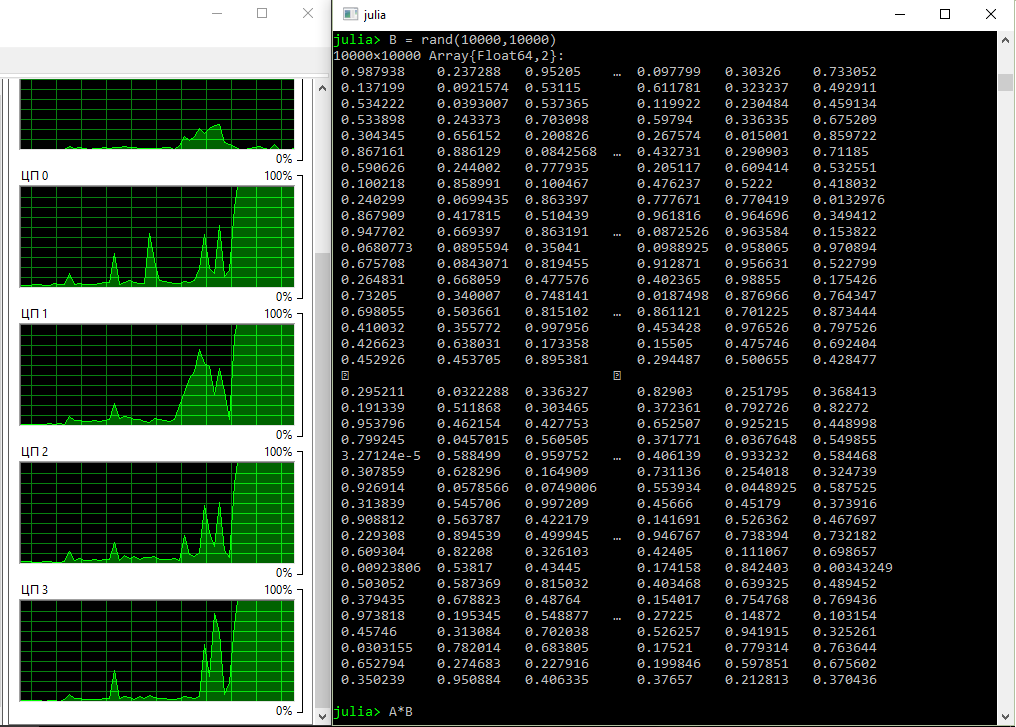 0%
ЦП 0 100%
0%
ЦП 1 100%
0%
ЦП 2 100%
0%
ЦП 3 100%
0%
julia
julia> B = rand(10000,10000)
10000×10000 Array{Float64,2}:
0.987938 0.237288 0.95205 … 0.097799 0.30326 0.733052
0.137199 0.0921574 0.53115 0.611781 0.323237 0.492911
0.534222 0.0393007 0.537365 0.119922 0.230484 0.459134
0.533898 0.243373 0.703098 0.59794 0.336335 0.675209
0.304345 0.656152 0.200826 0.267574 0.015001 0.859722
0.867161 0.886129 0.0842568 … 0.432731 0.290903 0.71185
0.590626 0.244002 0.777935 0.205117 0.609414 0.532551
0.100218 0.858991 0.100467 0.476237 0.5222 0.418032
0.240299 0.0699435 0.863397 0.777671 0.770419 0.0132976
0.867909 0.417815 0.510439 0.961816 0.964696 0.349412
0.947702 0.669397 0.863191 … 0.0872526 0.963584 0.153822
0.0680773 0.0895594 0.35041 0.0988925 0.958065 0.970894
0.675708 0.0843071 0.819455 0.912871 0.956631 0.522799
0.264831 0.668059 0.477576 0.402365 0.98855 0.175426
0.73205 0.340007 0.748141 0.0187498 0.876966 0.764347
0.698055 0.503661 0.815102 … 0.861121 0.701225 0.873444
0.410032 0.355772 0.997956 0.453428 0.976526 0.797526
0.426623 0.638031 0.173358 0.15505 0.475746 0.692404
0.452926 0.453705 0.895381 0.294487 0.500655 0.428477
0.295211 0.0322288 0.336327 0.82903 0.251795 0.368413
0.191339 0.511868 0.303465 0.372361 0.792726 0.82272
0.953796 0.462154 0.427753 0.652507 0.925215 0.448998
0.799245 0.0457015 0.560505 0.371771 0.0367648 0.549855
3.27124e-5 0.588499 0.959752 … 0.406139 0.933232 0.584468
0.307859 0.628296 0.164909 0.731136 0.254018 0.324739
0.926914 0.0578566 0.0749006 0.553934 0.0448925 0.587525
0.313839 0.545706 0.997209 0.45666 0.45179 0.373916
0.908812 0.563787 0.422179 0.141691 0.526362 0.467697
0.229308 0.894539 0.499945 … 0.946767 0.738394 0.732182
0.609304 0.82208 0.326103 0.42405 0.111067 0.698657
0.00923806 0.53817 0.43445 0.174158 0.842403 0.00343249
0.503052 0.587369 0.815032 0.403468 0.639325 0.489452
0.379435 0.678823 0.48764 0.154017 0.754768 0.769436
0.973818 0.195345 0.548877 … 0.27225 0.14872 0.103154
0.45746 0.313084 0.702038 0.526257 0.941915 0.325261
0.0303155 0.782014 0.683805 0.17521 0.779314 0.763644
0.652794 0.274683 0.227916 0.199846 0.597851 0.675602
0.350239 0.950884 0.406335 0.37657 0.212813 0.370436
julia> A*B